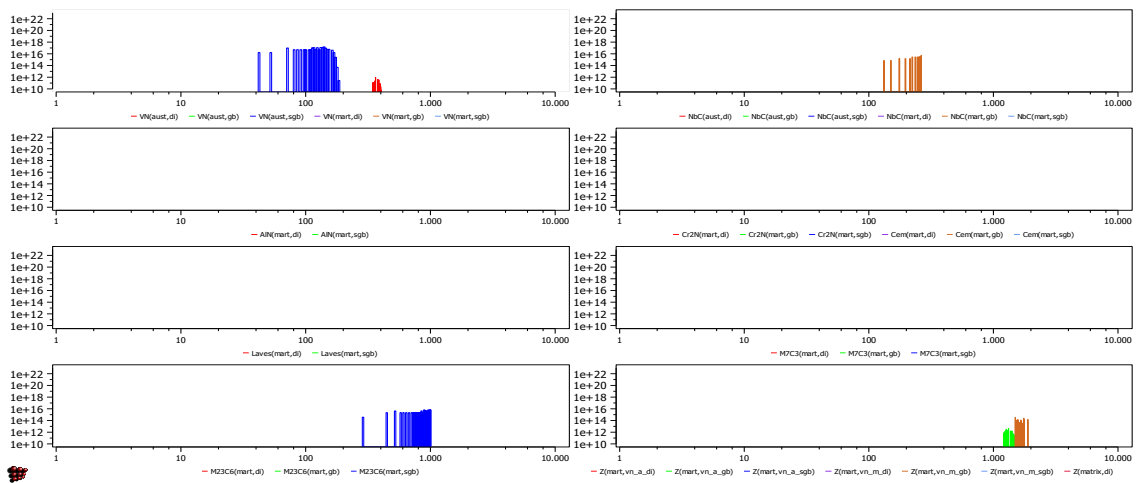 1e+22
1e+20
1e+18
1e+16
1e+14
1e+12
1e+10
1 10 100 1.000 10.000
VN(aust,di) VN(aust,gb) VN(aust,sgb) VN(mart,di) VN(mart,gb) VN(mart,sgb)
1e+22
1e+20
1e+18
1e+16
1e+14
1e+12
1e+10
1 10 100 1.000 10.000
NbC(aust,di) NbC(aust,gb) NbC(aust,sgb) NbC(mart,di) NbC(mart,gb) NbC(mart,sgb)
1e+22
1e+20
1e+18
1e+16
1e+14
1e+12
1e+10
1 10 100 1.000 10.000
AlN(mart,di) AlN(mart,sgb)
1e+22
1e+20
1e+18
1e+16
1e+14
1e+12
1e+10
1 10 100 1.000 10.000
Cr2N(mart,di) Cr2N(mart,gb) Cr2N(mart,sgb) Cem(mart,di) Cem(mart,gb) Cem(mart,sgb)
1e+22
1e+20
1e+18
1e+16
1e+14
1e+12
1e+10
1 10 100 1.000 10.000
Laves(mart,di) Laves(mart,sgb)
1e+22
1e+20
1e+18
1e+16
1e+14
1e+12
1e+10
1 10 100 1.000 10.000
M7C3(mart,di) M7C3(mart,gb) M7C3(mart,sgb)
1e+22
1e+20
1e+18
1e+16
1e+14
1e+12
1e+10
1 10 100 1.000 10.000
M23C6(mart,di) M23C6(mart,gb) M23C6(mart,sgb)
1e+22
1e+20
1e+18
1e+16
1e+14
1e+12
1e+10
1 10 100 1.000 10.000
Z(mart,vn_a_di) Z(mart,vn_a_gb) Z(mart,vn_a_sgb) Z(mart,vn_m_di) Z(mart,vn_m_gb) Z(mart,vn_m_sgb) Z(matrix,di)